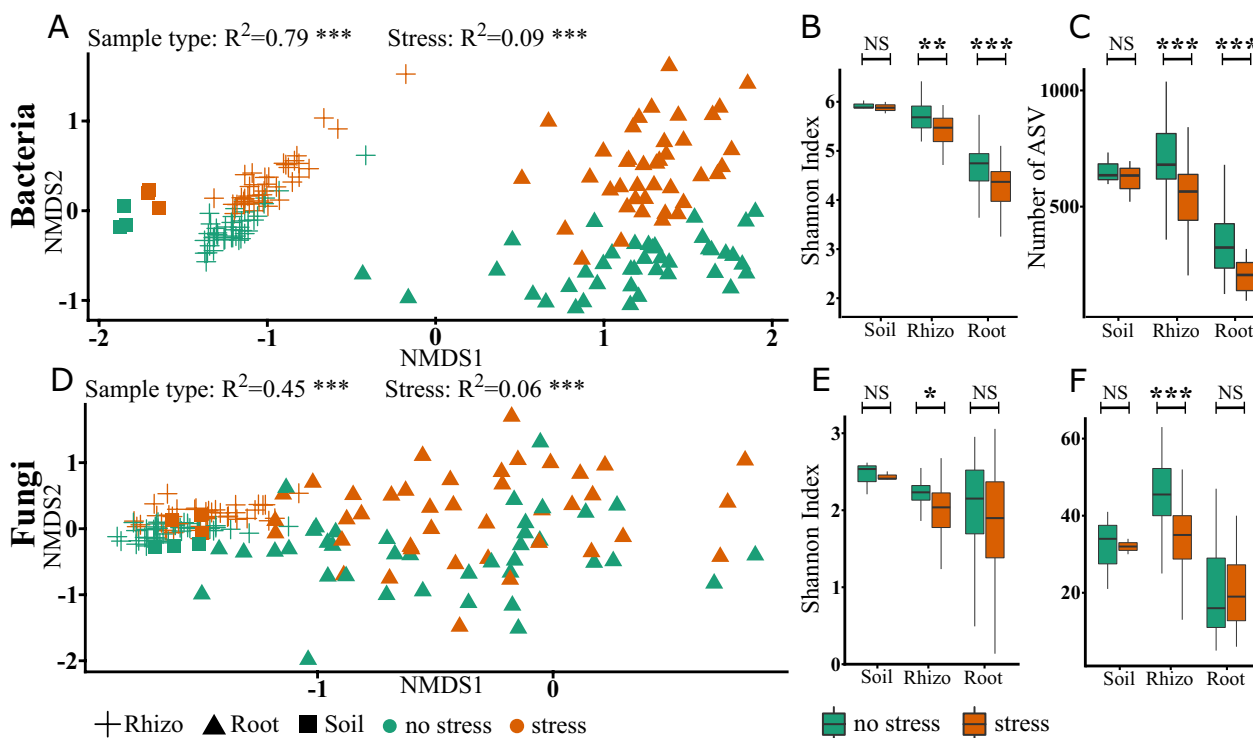 A
Sample type: R²=0.79 *** Stress: R²=0.09 ***
Bacteria
NMDS2
1
0
-1
-2 -1 0 1 2
NMDS1
B
NS ** ***
Shannon Index
6
5
4
3
2
Soil Rhizo Root
C
NS *** ***
Number of ASV
1000
500
Soil Rhizo Root
D
Sample type: R²=0.45 *** Stress: R²=0.06 ***
Fungi
NMDS2
1
0
-1
-2
-1 0
NMDS1
E
NS * NS
Shannon Index
3
2
1
0
Soil Rhizo Root
F
NS *** NS
60
40
20
Soil Rhizo Root
Rhizo Root Soil no stress stress
no stress stress